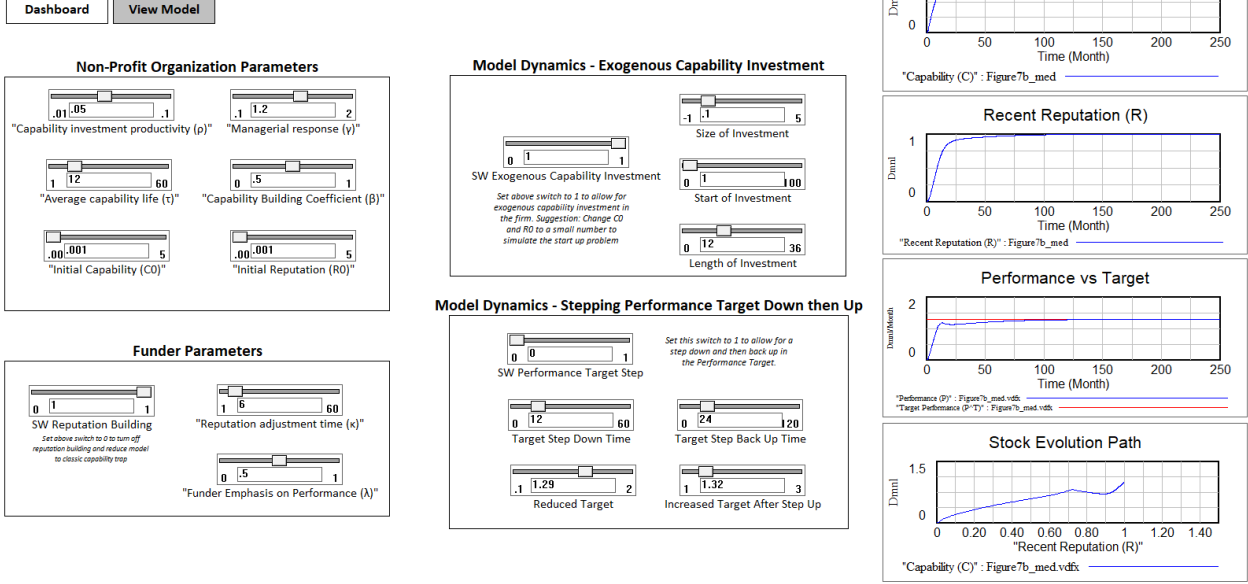 Dashboard
View Model
Non-Profit Organization Parameters
.01 .05 .1
"Capability investment productivity (ρ)"
.1 1.2 2
"Managerial response (γ)"
1 12 60
"Average capability life (τ)"
0 .5 1
"Capability Building Coefficient (β)"
.00 .001 5
"Initial Capability (C0)"
.00 .001 5
"Initial Reputation (R0)"
Funder Parameters
0 1 1
SW Reputation Building
Set above switch to 0 to turn off
reputation building and reduce model
to classic capability trap
1 6 60
"Reputation adjustment time (κ)"
0 .5 1
"Funder Emphasis on Performance (λ)"
Model Dynamics - Exogenous Capability Investment
0 1 1
SW Exogenous Capability Investment
Set above switch to 1 to allow for
exogenous capability investment in
the firm. Suggestion: Change C0
and R0 to a small number to
simulate the start up problem
-1 .1 5
Size of Investment
0 1 100
Start of Investment
0 12 36
Length of Investment
Model Dynamics - Stepping Performance Target Down then Up
0 0 1
SW Performance Target Step
Set this switch to 1 to allow for a
step down and then back up in
the Performance Target.
0 12 60
Target Step Down Time
0 24 120
Target Step Back Up Time
.1 1.29 2
Reduced Target
1 1.32 3
Increased Target After Step Up
0
0 50 100 150 200 250
Time (Month)
"Capability (C)" : Figure7b_med
Recent Reputation (R)
Dmnl
1
0
0 50 100 150 200 250
Time (Month)
"Recent Reputation (R)" : Figure7b_med
Performance vs Target
Dmnl/Month
2
0
0 50 100 150 200 250
Time (Month)
"Performance (P)" : Figure7b_med.vdfx
"Target Performance (P^T)" : Figure7b_med.vdfx
Stock Evolution Path
Dmnl
1.5
0
0 0.20 0.40 0.60 0.80 1 1.20 1.40
"Recent Reputation (R)"
"Capability (C)" : Figure7b_med.vdfx